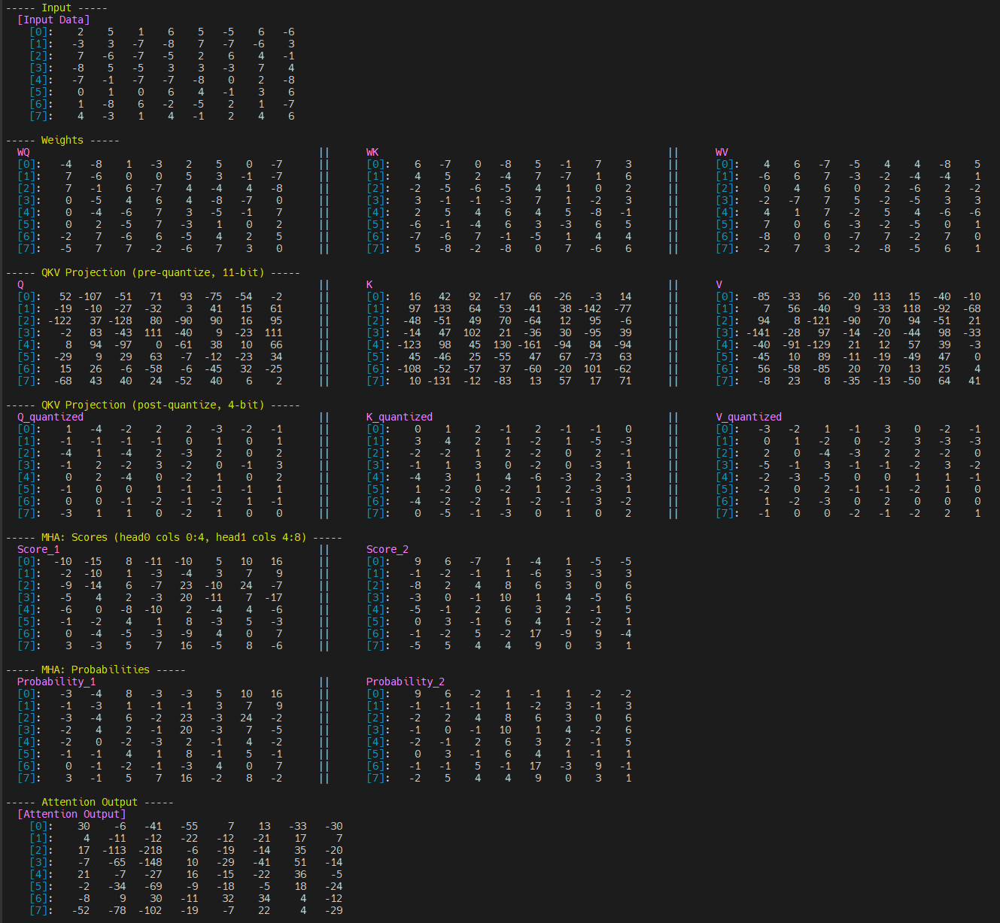 ----- Input -----
[Input Data]
[0]: 2 5 1 6 5 -5 6 -6
[1]: -3 3 -7 -8 7 -7 -6 3
[2]: 7 -6 -7 -5 2 6 4 -1
[3]: -8 5 -5 3 3 -3 7 4
[4]: -7 -1 -7 -7 -8 0 2 -8
[5]: 0 1 0 6 4 -1 3 6
[6]: 1 -8 6 -2 -5 2 1 -7
[7]: 4 -3 1 4 -1 2 4 6
----- Weights -----
WQ || WK || WV
[0]: -4 -8 1 -3 2 5 0 -7 || [0]: 6 -7 0 -8 5 -1 7 3 || [0]: 4 6 -7 -5 4 4 -8 5
[1]: 7 -6 0 0 5 3 -1 -7 || [1]: 4 5 2 -4 7 -7 1 6 || [1]: -6 6 7 -3 -2 -4 -4 1
[2]: 7 -1 6 -7 4 -4 4 -8 || [2]: -2 -5 -6 -5 4 1 0 2 || [2]: 0 4 6 0 2 -6 2 -2
[3]: 0 -5 4 6 4 -8 -7 0 || [3]: 3 -1 -1 -3 7 1 -2 3 || [3]: -2 -7 7 5 -2 -5 3 3
[4]: 0 -4 -6 7 3 -5 -1 7 || [4]: 2 5 4 6 4 5 -8 -1 || [4]: 4 1 7 -2 5 4 -6 -6
[5]: 0 2 -5 7 -3 1 0 2 || [5]: -6 -1 -4 6 3 -3 6 5 || [5]: 7 0 6 -3 -2 -5 0 1
[6]: -2 7 -6 6 -5 4 2 5 || [6]: -7 -6 7 -1 -5 1 4 4 || [6]: -8 0 0 -7 7 -2 7 0
[7]: -5 7 7 -2 -6 7 3 0 || [7]: 5 -8 -2 -8 0 7 -6 6 || [7]: -2 7 3 -2 -8 -5 6 1
----- QKV Projection (pre-quantize, 11-bit) -----
Q || K || V
[0]: 52 -107 -51 71 93 -75 -54 -2 || [0]: 16 42 92 -17 66 -26 -3 14 || [0]: -85 -33 56 -20 113 15 -40 -10
[1]: -19 -10 -27 -32 3 41 15 61 || [1]: 97 133 64 53 -41 38 -142 -77 || [1]: 7 56 -40 9 -33 118 -92 -68
[2]: -122 37 -128 80 -90 90 16 95 || [2]: -48 -51 49 70 -64 12 95 -6 || [2]: 94 8 -121 -90 70 94 -51 21
[3]: -2 83 -43 111 -40 9 -23 111 || [3]: -14 47 102 21 -36 30 -95 39 || [3]: -141 -28 97 -14 -20 -44 98 -33
[4]: 8 94 -97 0 -61 38 10 66 || [4]: -123 98 45 130 -161 -94 84 -94 || [4]: -40 -91 -129 21 12 57 39 -3
[5]: -29 9 29 63 -7 -12 -23 34 || [5]: 45 -46 25 -55 47 67 -73 63 || [5]: -45 10 89 -11 -19 -49 47 0
[6]: 15 26 -6 -58 -6 -45 32 -25 || [6]: -108 -52 -57 37 -60 -20 101 -62 || [6]: 56 -58 -85 20 70 13 25 4
[7]: -68 43 40 24 -52 40 6 2 || [7]: 10 -131 -12 -83 13 57 17 71 || [7]: -8 23 8 -35 -13 -50 64 41
----- QKV Projection (post-quantize, 4-bit) -----
Q_quantized || K_quantized || V_quantized
[0]: 1 -4 -2 2 2 -3 -2 -1 || [0]: 0 1 2 -1 2 -1 -1 0 || [0]: -3 -2 1 -1 3 0 -2 -1
[1]: -1 -1 -1 -1 0 1 0 1 || [1]: 3 4 2 1 -2 1 -5 -3 || [1]: 0 1 -2 0 -2 3 -3 -3
[2]: -4 1 -4 2 -3 2 0 2 || [2]: -2 -2 1 2 -2 0 2 -1 || [2]: 2 0 -4 -3 2 2 -2 0
[3]: -1 2 -2 3 -2 0 -1 3 || [3]: -1 1 3 0 -2 0 -3 1 || [3]: -5 -1 3 -1 -1 -2 3 -2
[4]: 0 2 -4 0 -2 1 0 2 || [4]: -4 3 1 4 -6 -3 2 -3 || [4]: -2 -3 -5 0 0 1 1 -1
[5]: -1 0 0 1 -1 -1 -1 1 || [5]: 1 -2 0 -2 1 2 -3 1 || [5]: -2 0 2 -1 -1 -2 1 0
[6]: 0 0 -1 -2 -1 -2 1 -1 || [6]: -4 -2 -2 1 -2 -1 3 -2 || [6]: 1 -2 -3 0 2 0 0 0
[7]: -3 1 1 0 -2 1 0 0 || [7]: 0 -5 -1 -3 0 1 0 2 || [7]: -1 0 0 -2 -1 -2 2 1
----- MHA: Scores (head0 cols 0:4, head1 cols 4:8) -----
Score_1 || Score_2
[0]: -10 -15 8 -11 -10 5 10 16 || [0]: 9 6 -7 1 -4 1 -5 -5
[1]: -2 -10 1 -3 -4 3 7 9 || [1]: -1 -2 -1 1 -6 3 -3 3
[2]: -9 -14 6 -7 23 -10 24 -7 || [2]: -8 2 4 8 6 3 0 6
[3]: -5 4 2 -3 20 -11 7 -17 || [3]: -3 0 -1 10 1 4 -5 6
[4]: -6 0 -8 -10 2 -4 4 -6 || [4]: -5 -1 2 6 3 2 -1 5
[5]: -1 -2 4 1 8 -3 5 -3 || [5]: 0 3 -1 6 4 1 -2 1
[6]: 0 -4 -5 -3 -9 4 0 7 || [6]: -1 -2 5 -2 17 -9 9 -4
[7]: 3 -3 5 7 16 -5 8 -6 || [7]: -5 5 4 4 9 0 3 1
----- MHA: Probabilities -----
Probability_1 || Probability_2
[0]: -3 -4 8 -3 -3 5 10 16 || [0]: 9 6 -2 1 -1 1 -2 -2
[1]: -1 -3 1 -1 -1 3 7 9 || [1]: -1 -1 -1 1 -2 3 -1 3
[2]: -3 -4 6 -2 23 -3 24 -2 || [2]: -2 2 4 8 6 3 0 6
[3]: -2 4 2 -1 20 -3 7 -5 || [3]: -1 0 -1 10 1 4 -2 6
[4]: -2 0 -2 -3 2 -1 4 -2 || [4]: -2 -1 2 6 3 2 -1 5
[5]: -1 -1 4 1 8 -1 5 -1 || [5]: 0 3 -1 6 4 1 -1 1
[6]: 0 -1 -2 -1 -3 4 0 7 || [6]: -1 -1 5 -1 17 -3 9 -1
[7]: 3 -1 5 7 16 -2 8 -2 || [7]: -2 5 4 4 9 0 3 1
----- Attention Output -----
[Attention Output]
[0]: 30 -6 -41 -55 7 13 -33 -30
[1]: 4 -11 -12 -22 -12 -21 17 7
[2]: 17 -113 -218 -6 -19 -14 35 -20
[3]: -7 -65 -148 10 -29 -41 51 -14
[4]: 21 -7 -27 16 -15 -22 36 -5
[5]: -2 -34 -69 -9 -18 -5 18 -24
[6]: -8 9 30 -11 32 34 4 -12
[7]: -52 -78 -102 -19 -7 22 4 -29